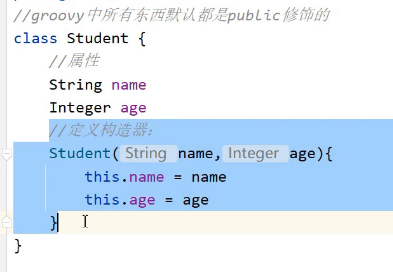 //groovy中所有东西默认都是public修饰的
class Student {
//属性
String name
Integer age
//定义构造器：
Student( String name, Integer age){
this.name = name
this.age = age
}
}